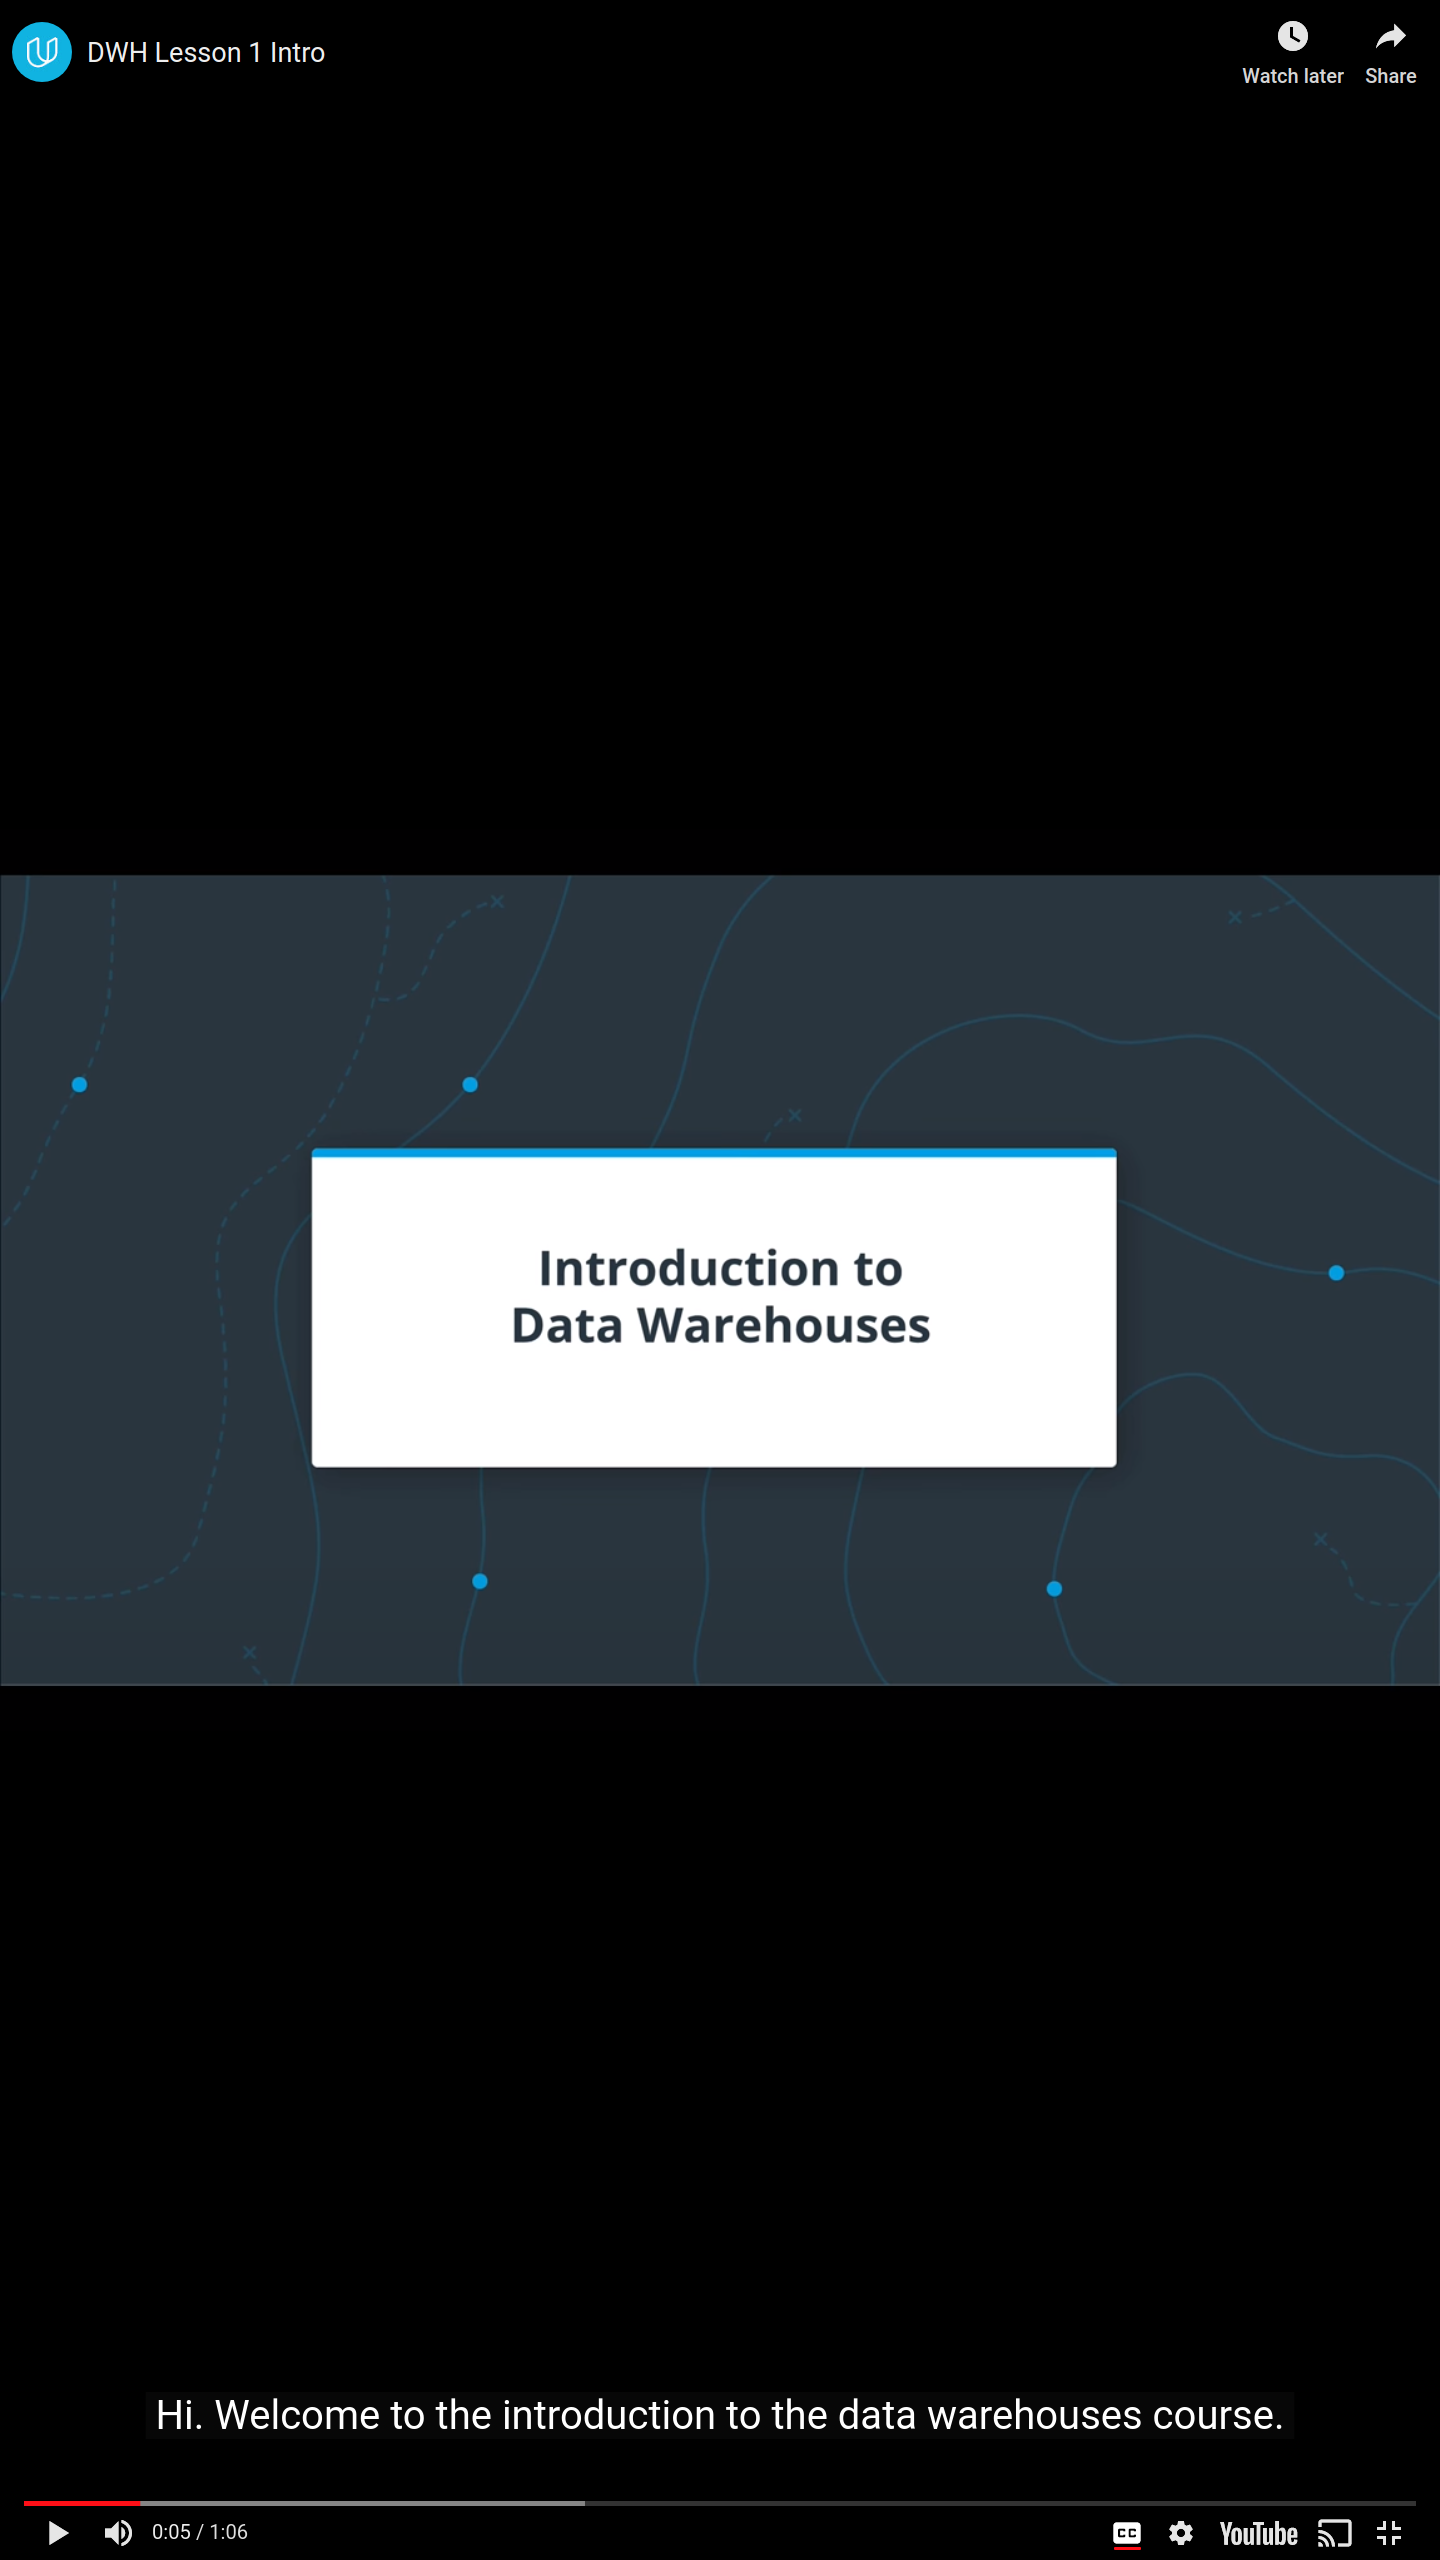 DWH Lesson 1 Intro
Watch later
Share
Introduction to
Data Warehouses
Hi. Welcome to the introduction to the data warehouses course.
0:05 / 1:06
CC
YouTube